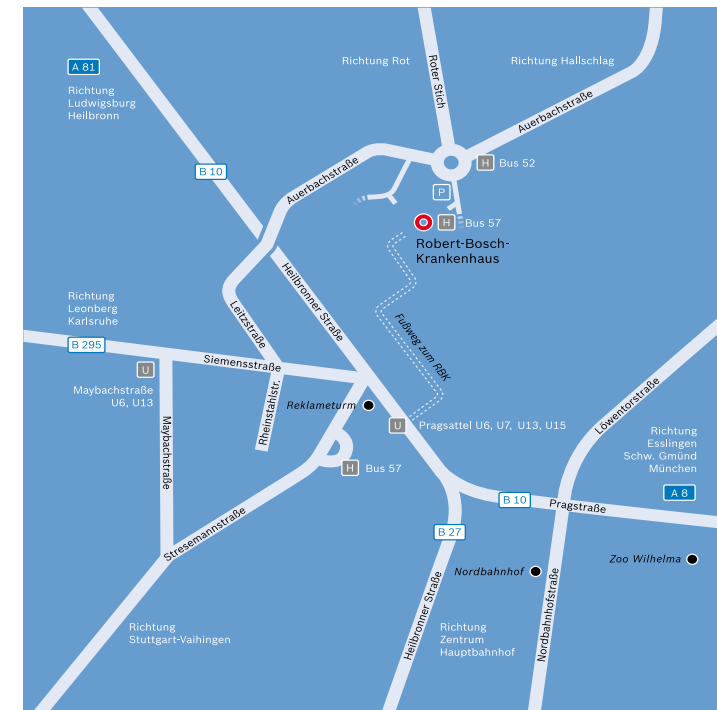 Richtung Rot
Richtung Hallschlag
A 81
Richtung
Ludwigsburg
Heilbronn
Roter Stich
Auerbachstraße
B 10
Auerbachstraße
H Bus 52
P
H Bus 57
Robert-Bosch-
Krankenhaus
Heilbronner Straße
Leitzstraße
Richtung
Leonberg
Karlsruhe
B 295
Siemensstraße
Fußweg zum RBK
U
Maybachstraße
U6, U13
Rheinstahlstr.
Reklameturm
Löwentorstraße
U Pragsattel U6, U7, U13, U15
Richtung
Esslingen
Schw. Gmünd
München
A 8
Maybachstraße
H Bus 57
B 10
Pragstraße
Stresemannstraße
B 27
Nordbahnhof
Zoo Wilhelma
Heilbronner Straße
Nordbahnhofstraße
Richtung
Stuttgart-Vaihingen
Richtung
Zentrum
Hauptbahnhof